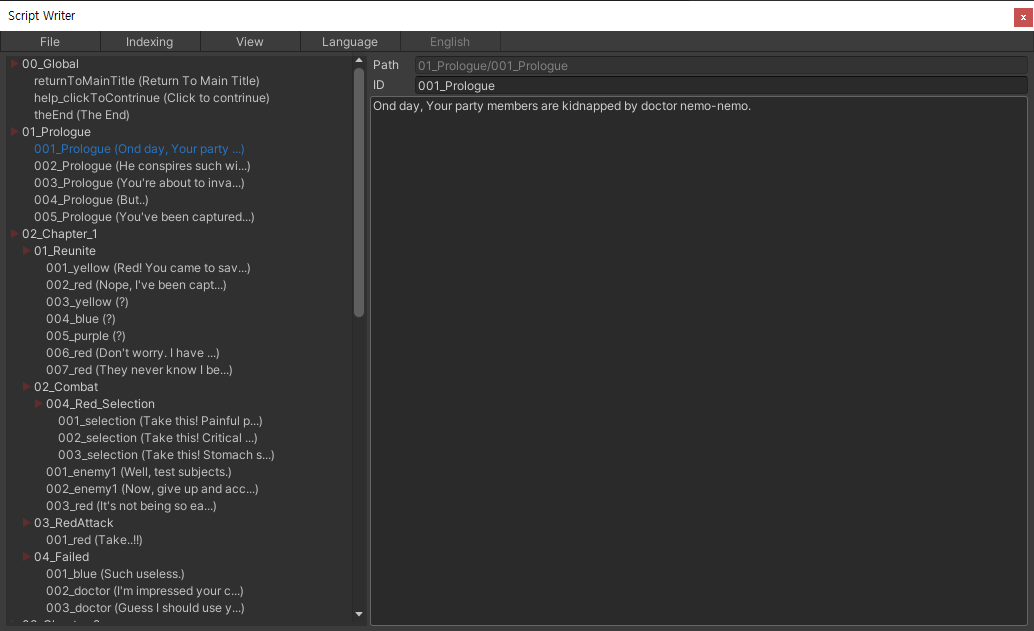 Script Writer
x
File Indexing View Language English
00_Global
returnToMainTitle (Return To Main Title)
help_clickToContrinue (Click to continue)
theEnd (The End)
01_Prologue
001_Prologue (Ond day, Your party ...)
002_Prologue (He conspires such wi...)
003_Prologue (You're about to inva...)
004_Prologue (But..)
005_Prologue (You've been captured...)
02_Chapter_1
01_Reunite
001_yellow (Red! You came to sav...)
002_red (Nope, I've been capt...)
003_yellow (?)
004_blue (?)
005_purple (?)
006_red (Don't worry. I have ...)
007_red (They never know I be...)
02_Combat
004_Red_Selection
001_selection (Take this! Painful p...)
002_selection (Take this! Critical ...)
003_selection (Take this! Stomach s...)
001_enemy1 (Well, test subjects.)
002_enemy1 (Now, give up and acc...)
003_red (It's not being so ea...)
03_RedAttack
001_red (Take..!!)
04_Failed
001_blue (Such useless.)
002_doctor (I'm impressed your c...)
003_doctor (Guess I should use y...)
Path 01_Prologue/001_Prologue
ID 001_Prologue
Ond day, Your party members are kidnapped by doctor nemo-nemo.